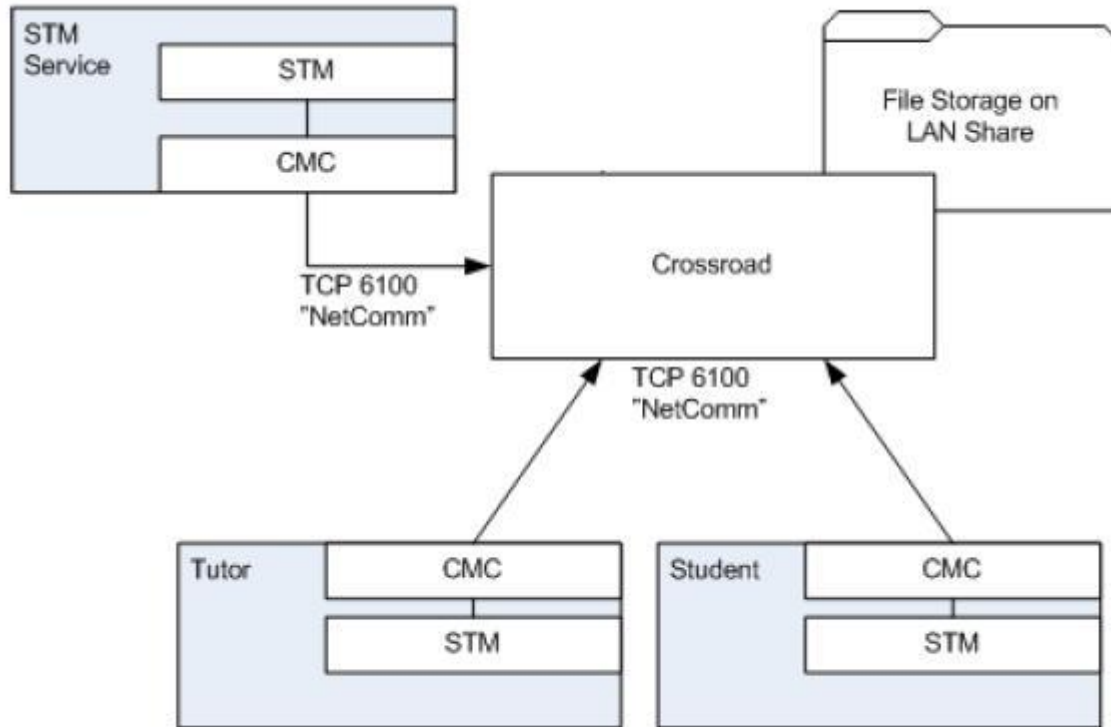 STM
Service
STM
CMC
File Storage on
LAN Share
Crossroad
TCP 6100
"NetComm"
TCP 6100
"NetComm"
Tutor
CMC
STM
Student
CMC
STM